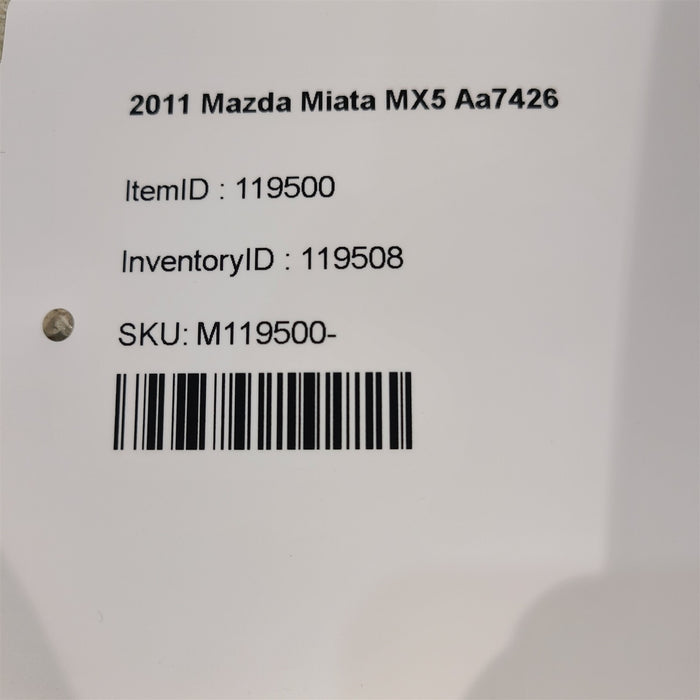 2011 Mazda Miata MX5 Aa7426
ItemID : 119500
InventoryID : 119508
SKU: M119500-